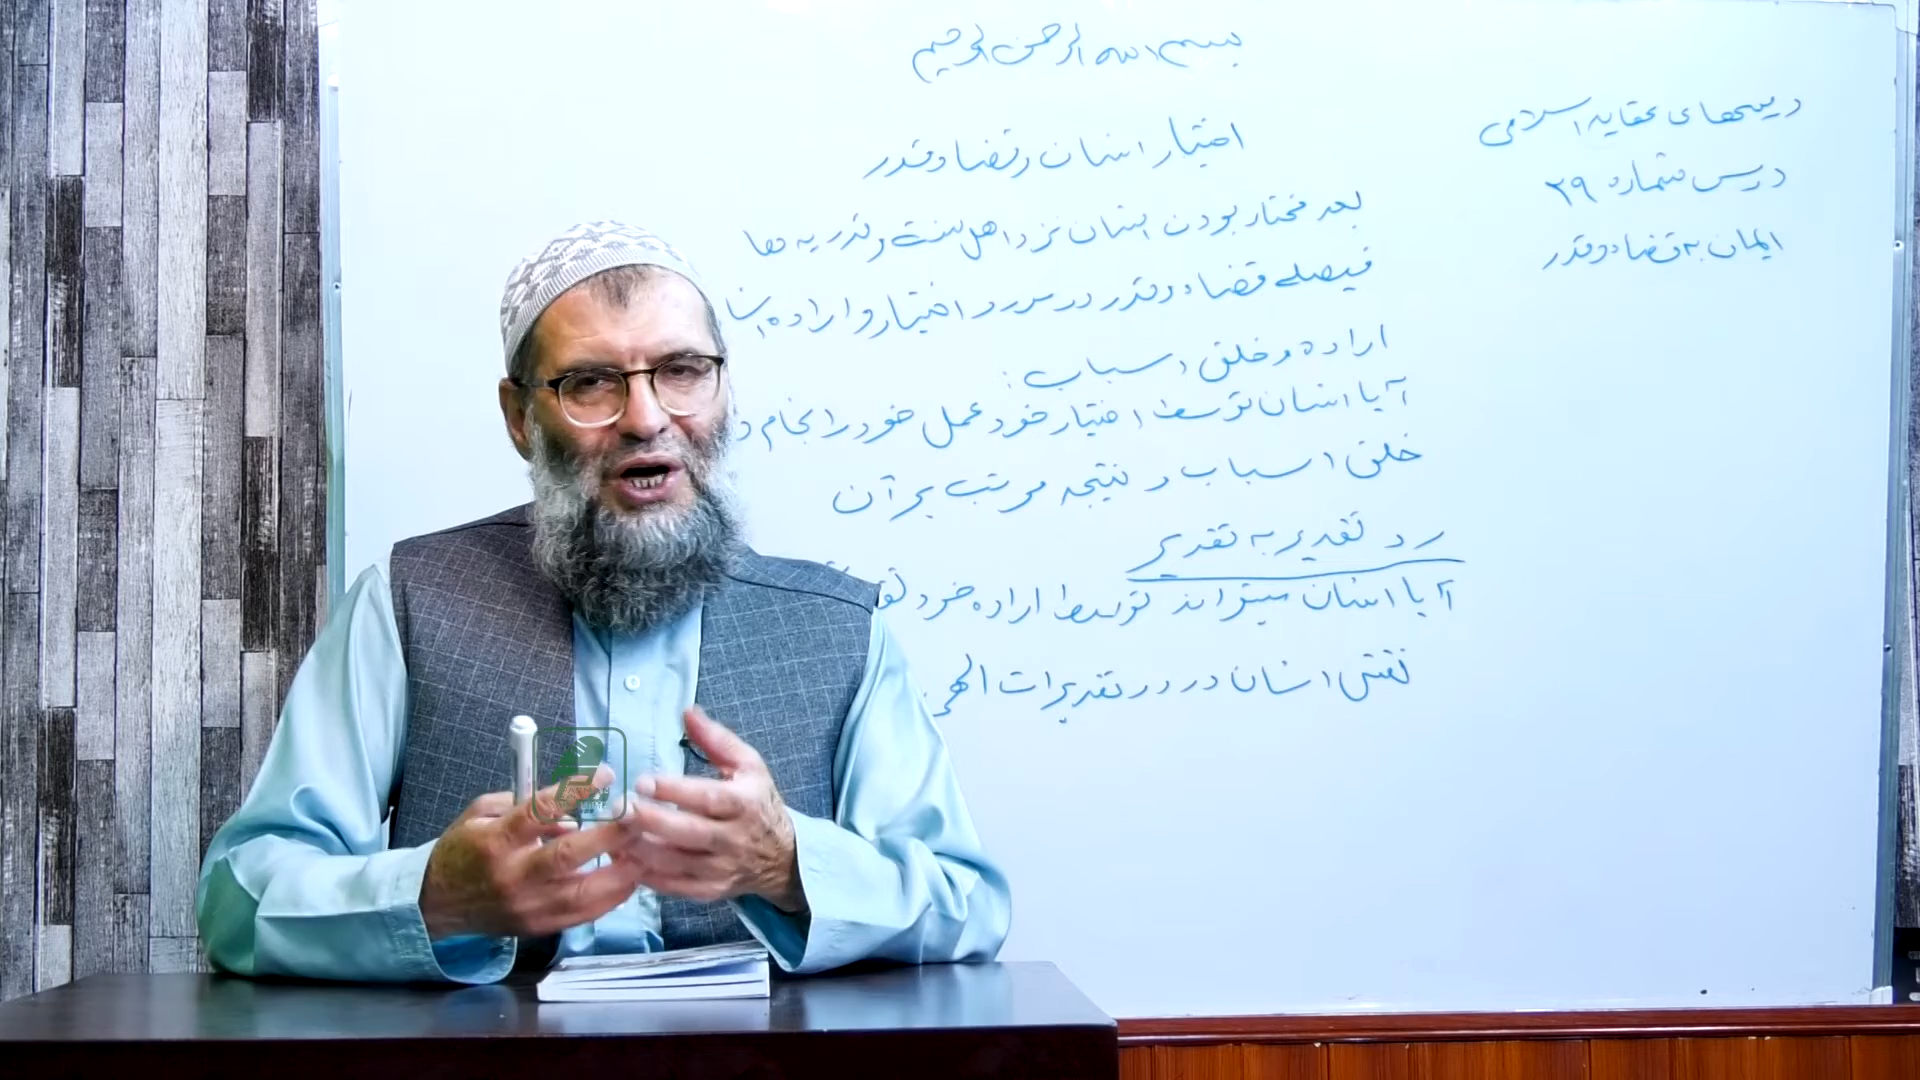 بسم الله الرحمن الرحیم
درسهای عقاید اسلامی
درس شماره ۲۹
ایمان به قضاء و قدر
اختیار انسان و قضا و قدر
بعد مختار بودن انسان نزد اهل سنت و قدریه ها
فیصله قضاء و قدر در مورد اختیار و اراده
اراده و خلق اسباب:
آیا انسان توسط اختیار خود عمل خود را انجام
خلق اسباب و نتیجه مرتب بر آن
رد تقدیر به تقدیر
آیا انسان میتواند توسط اراده خود
نقش انسان در در تقدیرات الهی